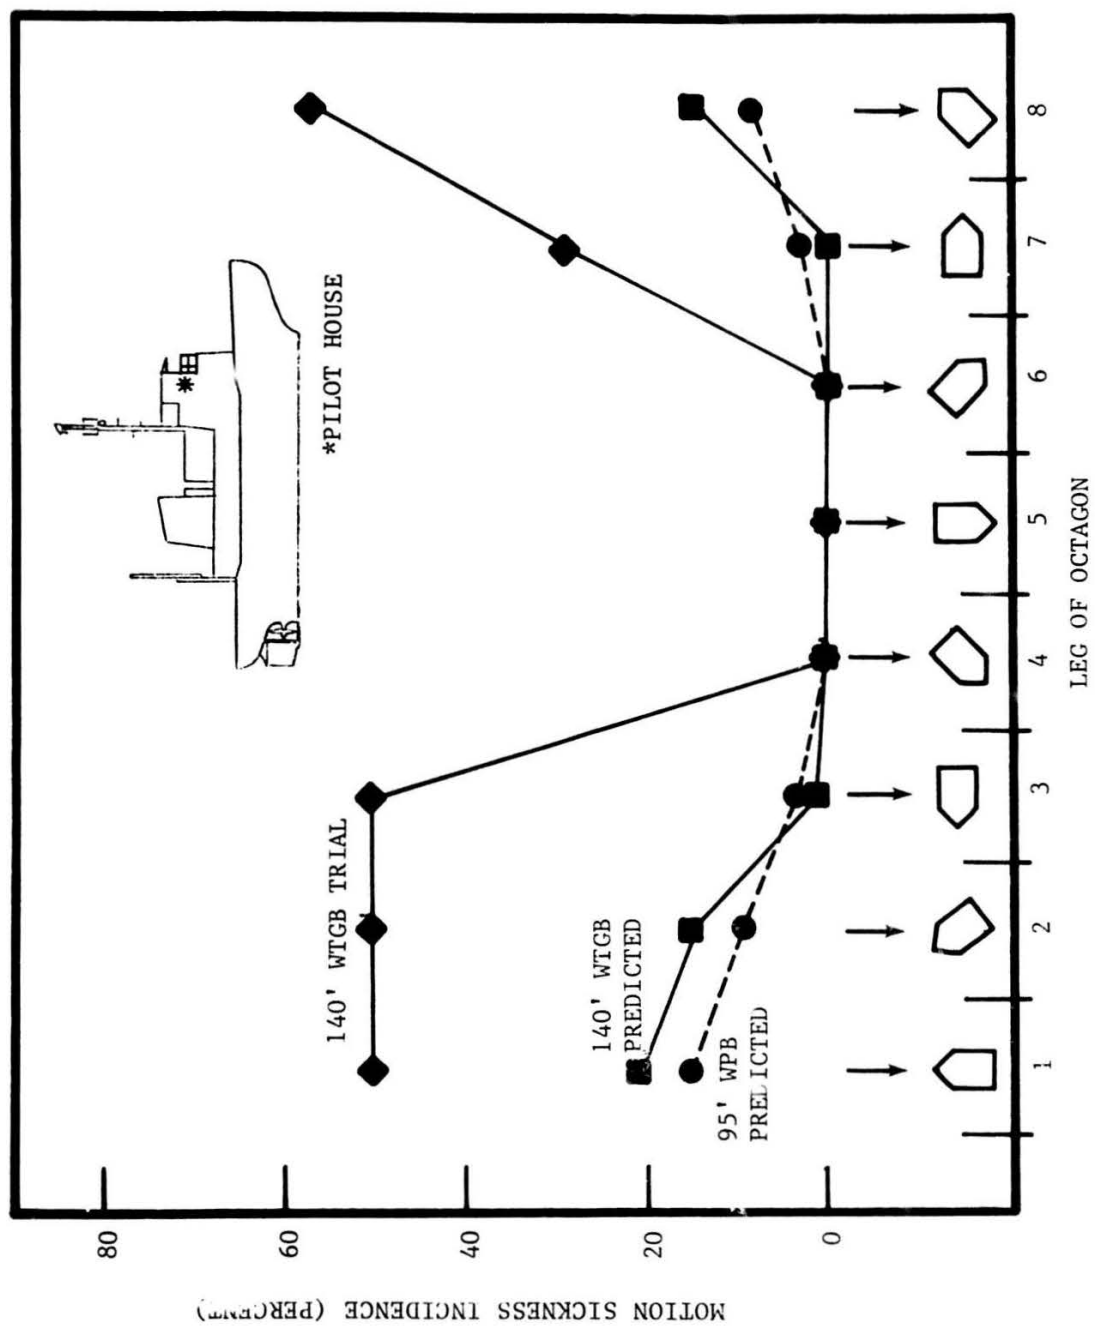 MOTION SICKNESS INCIDENCE (PERCENT)
80
60
40
20
0
*PILOT HOUSE
140' WTGB TRIAL
140' WTGB
PREDICTED
95' WPB
PREDICTED
1
2
3
4
5
6
7
8
LEG OF OCTAGON